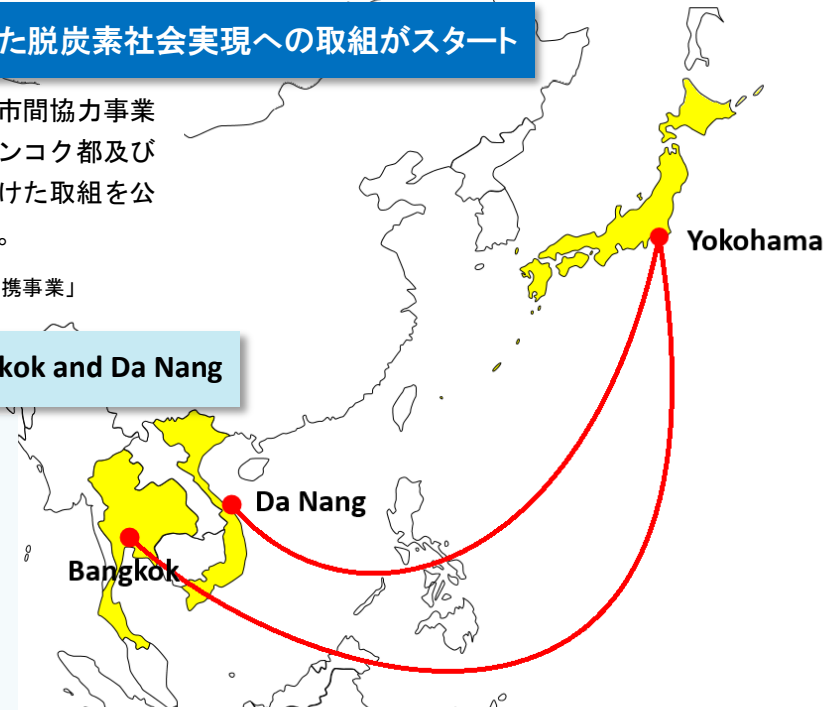 た脱炭素社会実現への取組がスタート
市間協力事業
ンコク都及び
けた取組を公
。
携事業」
kok and Da Nang
Yokohama
Da Nang
Bangkok